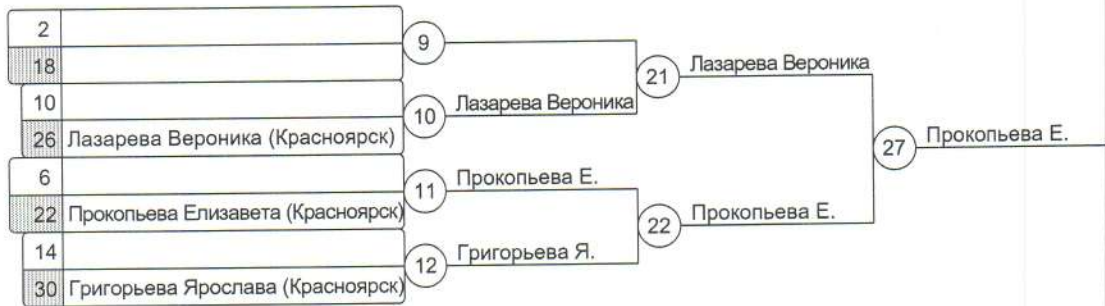 2
9
18
21 Лазарева Вероника
10
10 Лазарева Вероника
26 Лазарева Вероника (Красноярск)
27 Прокопьева Е.
6
11 Прокопьева Е.
22 Прокопьева Елизавета (Красноярск)
22 Прокопьева Е.
14
12 Григорьева Я.
30 Григорьева Ярослава (Красноярск)